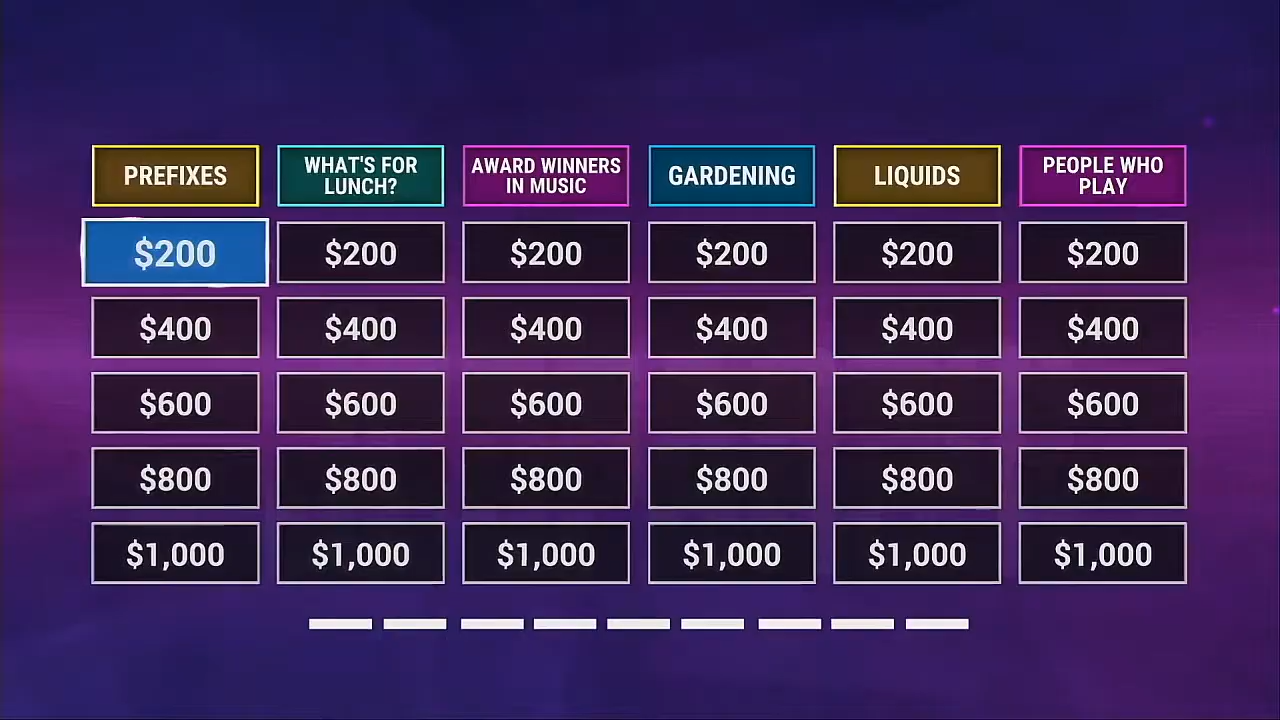 PREFIXES
WHAT'S FOR
LUNCH?
AWARD WINNERS
IN MUSIC
GARDENING
LIQUIDS
PEOPLE WHO
PLAY
$200 $200 $200 $200 $200 $200
$400 $400 $400 $400 $400 $400
$600 $600 $600 $600 $600 $600
$800 $800 $800 $800 $800 $800
$1,000 $1,000 $1,000 $1,000 $1,000 $1,000